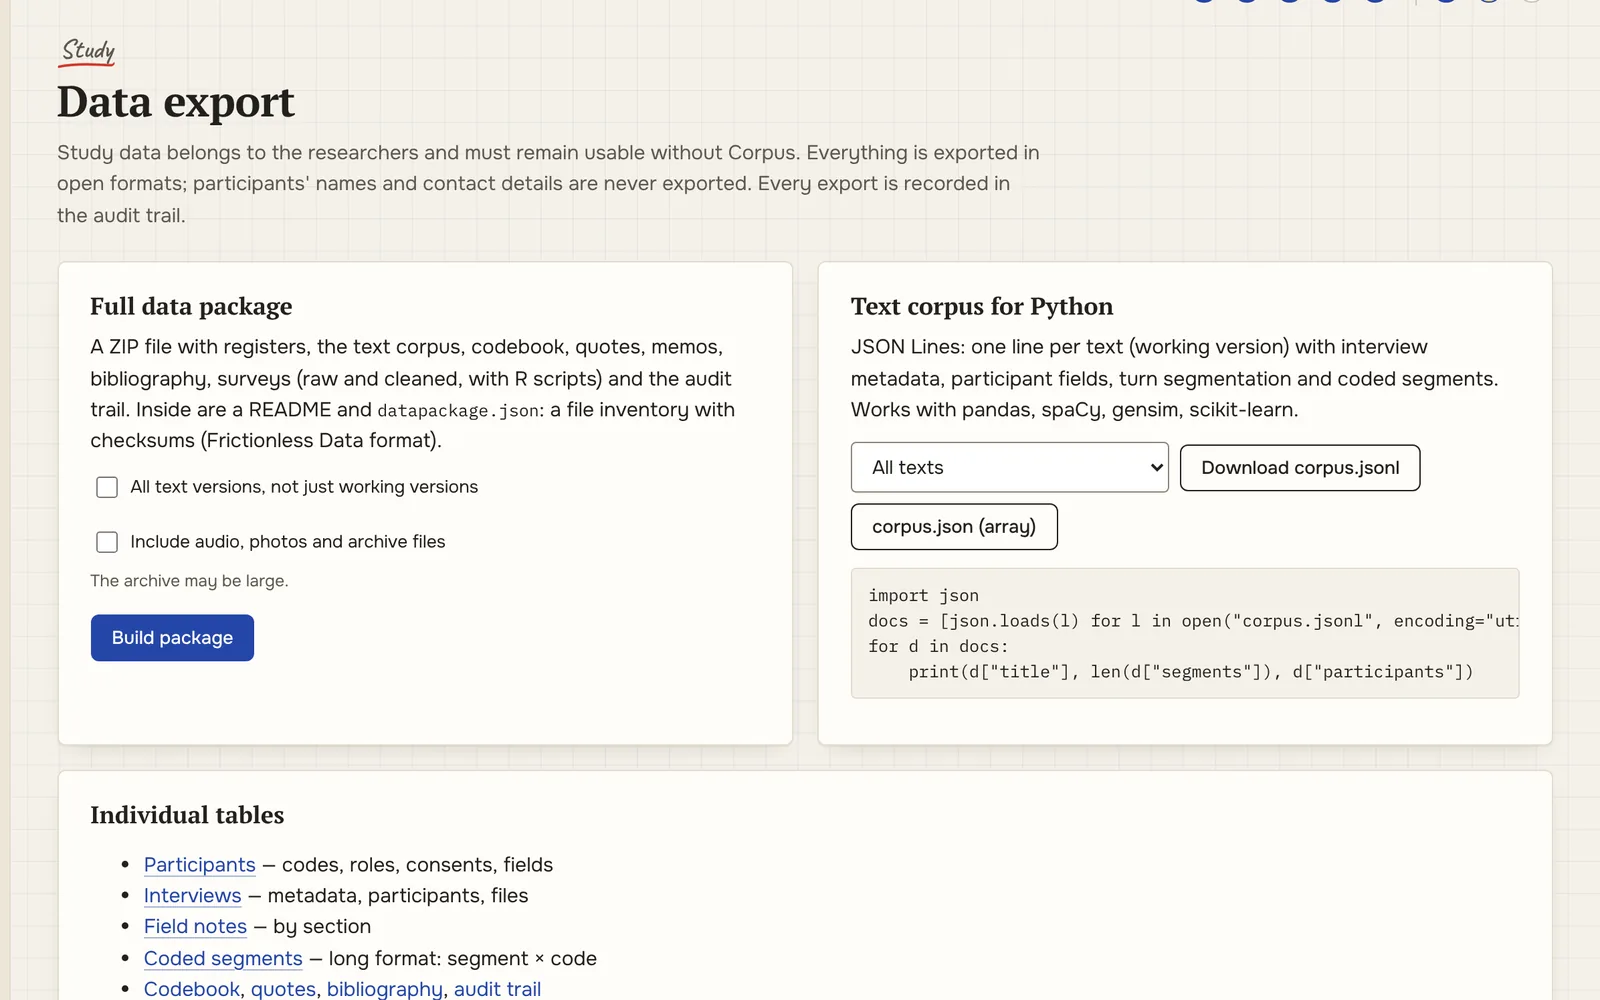 Study
Data export
Study data belongs to the researchers and must remain usable without Corpus. Everything is exported in
open formats; participants' names and contact details are never exported. Every export is recorded in
the audit trail.
Full data package
A ZIP file with registers, the text corpus, codebook, quotes, memos,
bibliography, surveys (raw and cleaned, with R scripts) and the audit
trail. Inside are a README and datapackage.json: a file inventory with
checksums (Frictionless Data format).
All text versions, not just working versions
Include audio, photos and archive files
The archive may be large.
Build package
Text corpus for Python
JSON Lines: one line per text (working version) with interview
metadata, participant fields, turn segmentation and coded segments.
Works with pandas, spaCy, gensim, scikit-learn.
All texts
Download corpus.jsonl
corpus.json (array)
import json
docs = [json.loads(l) for l in open("corpus.jsonl", encoding="ut
for d in docs:
    print(d["title"], len(d["segments"]), d["participants"])
Individual tables
• Participants — codes, roles, consents, fields
• Interviews — metadata, participants, files
• Field notes — by section
• Coded segments — long format: segment × code
• Codebook, quotes, bibliography, audit trail